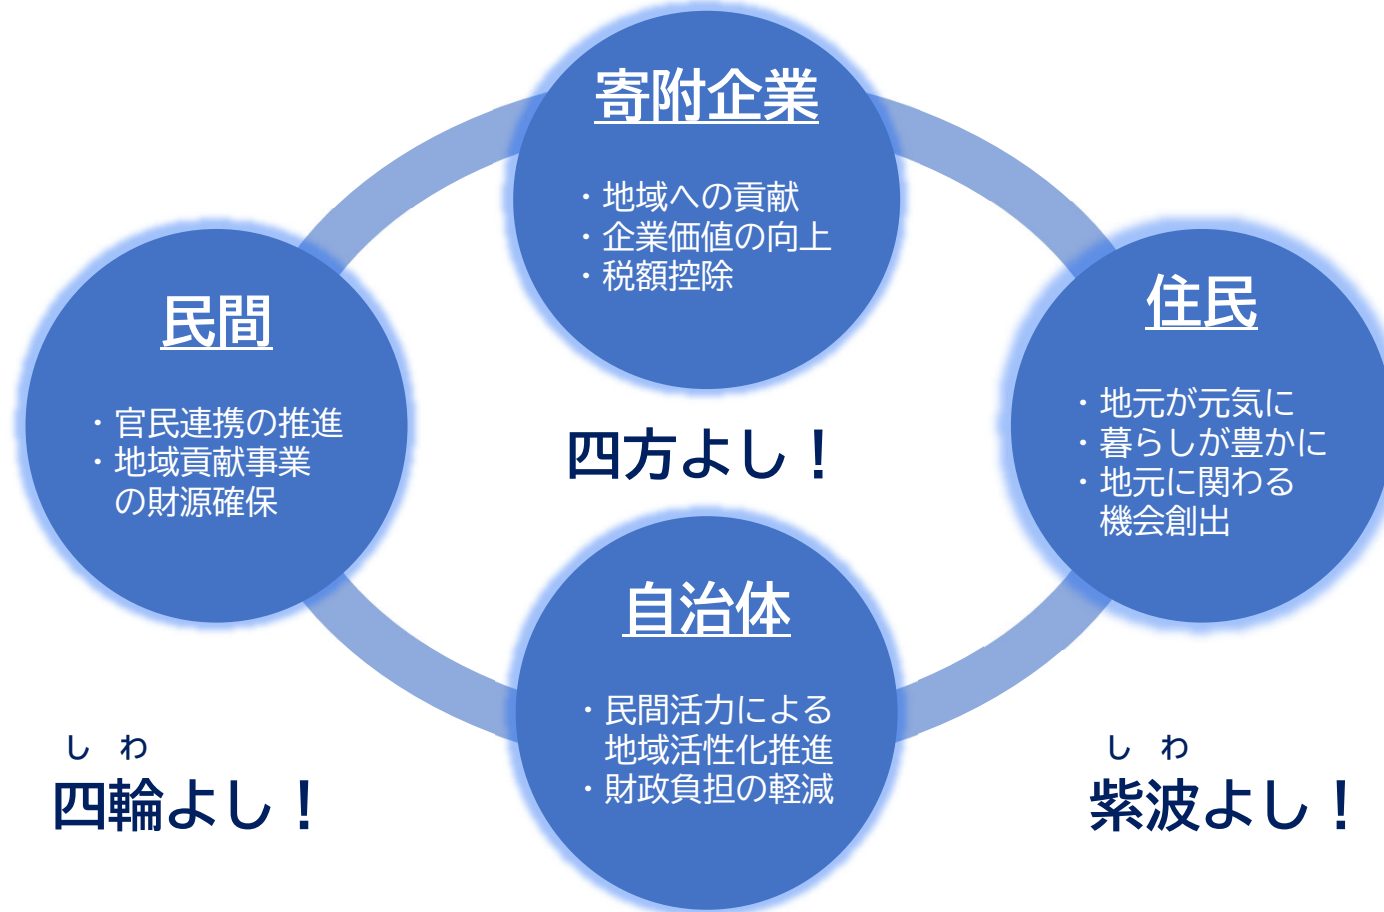 寄附企業
・地域への貢献
・企業価値の向上
・税額控除
民間
・官民連携の推進
・地域貢献事業
の財源確保
住民
・地元が元気に
・暮らしが豊かに
・地元に関わる
機会創出
四方よし！
自治体
・民間活力による
地域活性化推進
・財政負担の軽減
し わ
四輪よし！
し わ
紫波よし！